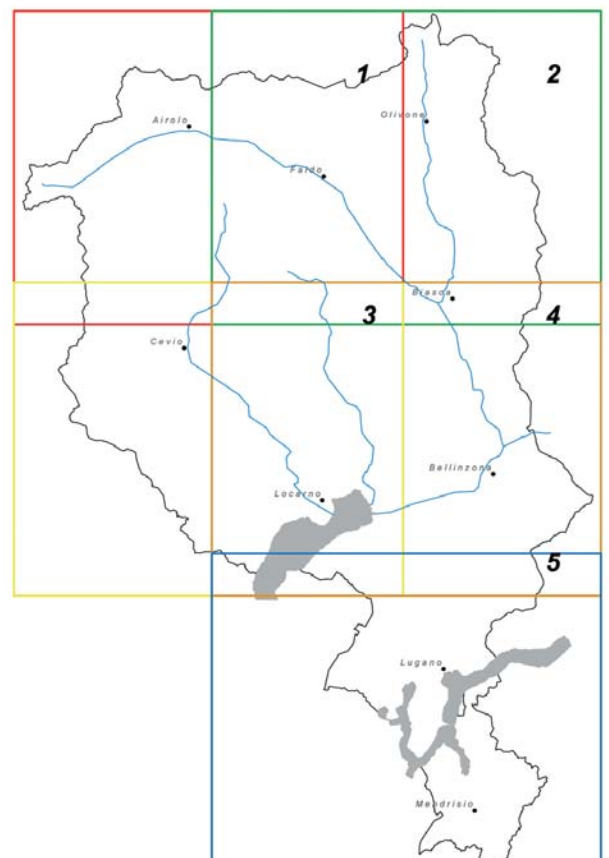 1
2
Airolo
Olivone
Faido
Biasca
3
4
Cevio
Bellinzona
Locarno
5
Lugano
Mendrisio